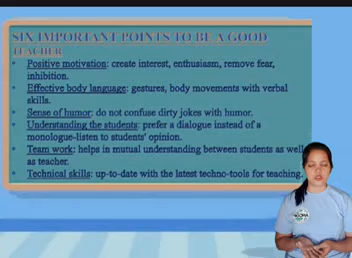 SIX IMPORTANT POINTS TO BE A GOOD
TEACHER
• Positive motivation: create interest, enthusiasm, remove fear,
inhibition.
• Effective body language: gestures, body movements with verbal
skills.
• Sense of humor: do not confuse dirty jokes with humor.
• Understanding the students: prefer a dialogue instead of a
monologue-listen to students' opinion.
• Team work: helps in mutual understanding between students as well
as teacher.
• Technical skills: up-to-date with the latest techno-tools for teaching.